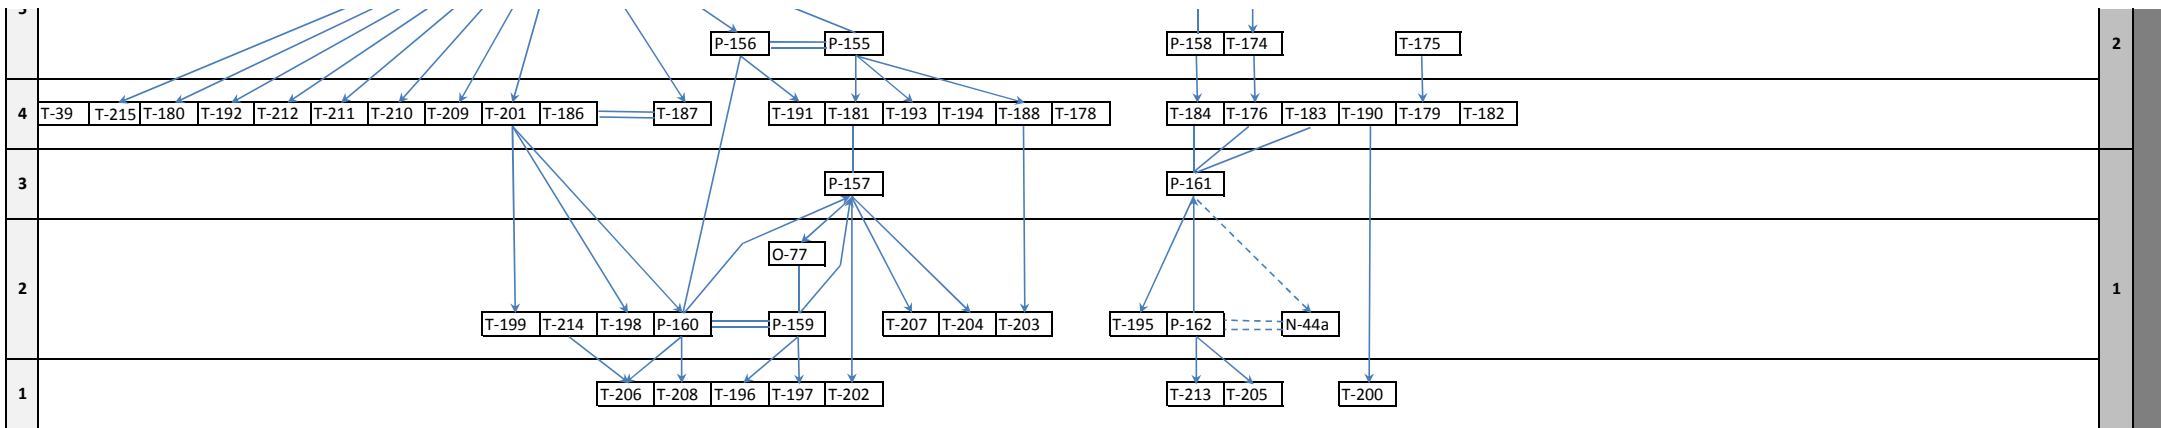 5
P-156 P-155 P-158 T-174 T-175 2
4 T-39 T-215 T-180 T-192 T-212 T-211 T-210 T-209 T-201 T-186 T-187 T-191 T-181 T-193 T-194 T-188 T-178 T-184 T-176 T-183 T-190 T-179 T-182
3 P-157 P-161
O-77
2 1
T-199 T-214 T-198 P-160 P-159 T-207 T-204 T-203 T-195 P-162 N-44a
1 T-206 T-208 T-196 T-197 T-202 T-213 T-205 T-200